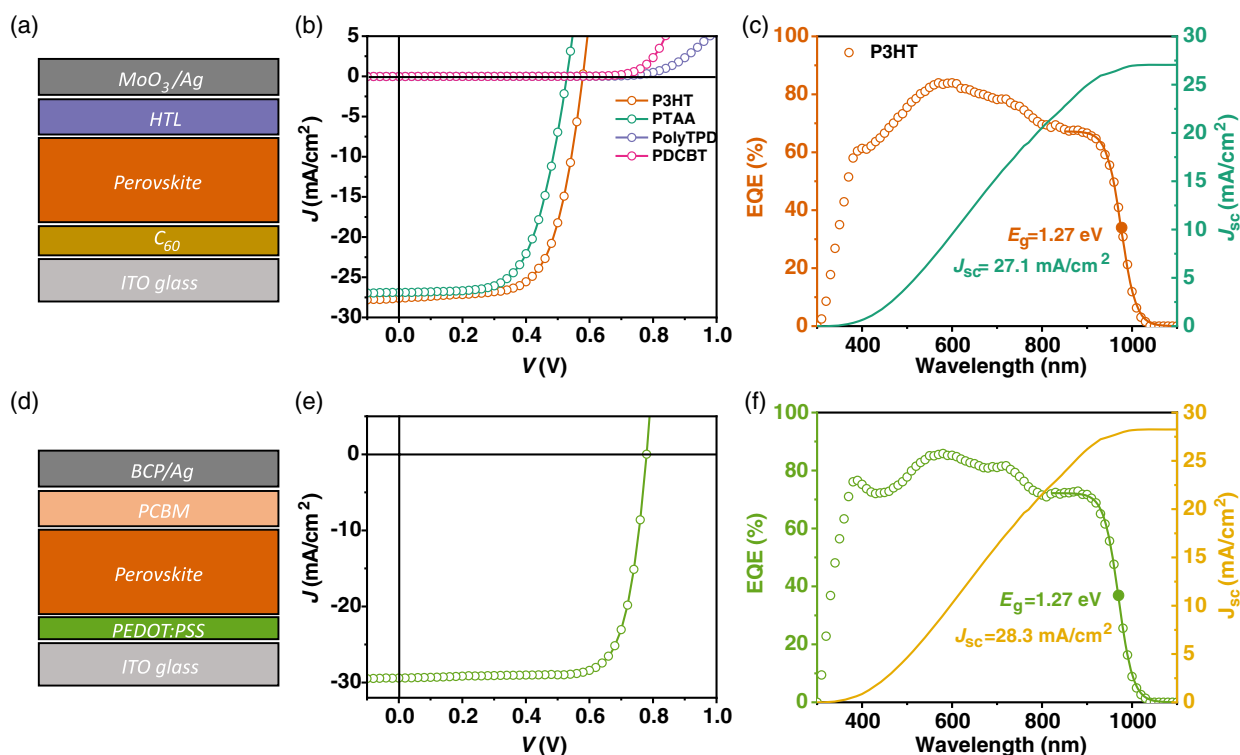 (a)
MoO3/Ag
HTL
Perovskite
C60
ITO glass
(b)
5
0
-5
-10
-15
-20
-25
-30
J (mA/cm2)
P3HT
PTAA
PolyTPD
PDCBT
0.0 0.2 0.4 0.6 0.8 1.0
V (V)
(c)
100
80
60
40
20
0
EQE (%)
P3HT
Eg=1.27 eV
Jsc= 27.1 mA/cm2
30
25
20
15
10
5
0
Jsc (mA/cm2)
400 600 800 1000
Wavelength (nm)
(d)
BCP/Ag
PCBM
Perovskite
PEDOT:PSS
ITO glass
(e)
0
-10
-20
-30
J (mA/cm2)
0.0 0.2 0.4 0.6 0.8 1.0
V (V)
(f)
100
80
60
40
20
0
EQE (%)
Eg=1.27 eV
Jsc=28.3 mA/cm2
30
25
20
15
10
5
0
Jsc (mA/cm2)
400 600 800 1000
Wavelength (nm)